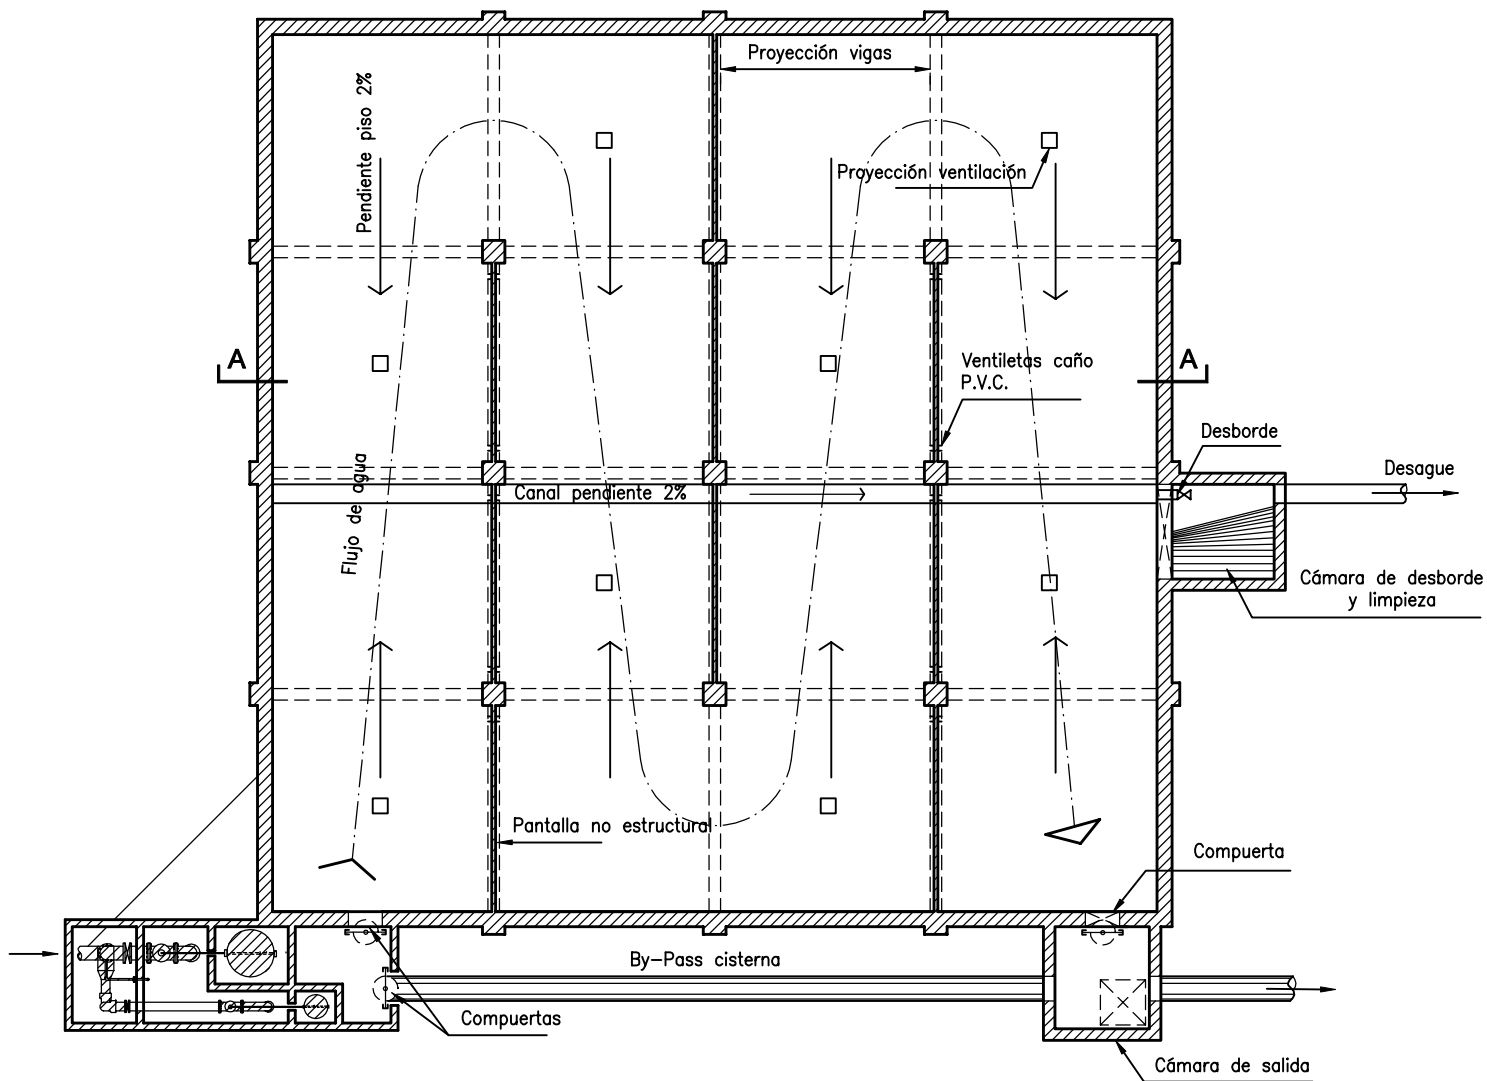 Proyección vigas
Pendiente piso 2%
Proyección ventilación
A
A
Ventiletas caño
P.V.C.
Desborde
Desague
Flujo de agua
Canal pendiente 2%
Cámara de desborde
y limpieza
Pantalla no estructural
Compuerta
By-Pass cisterna
Compuertas
Cámara de salida